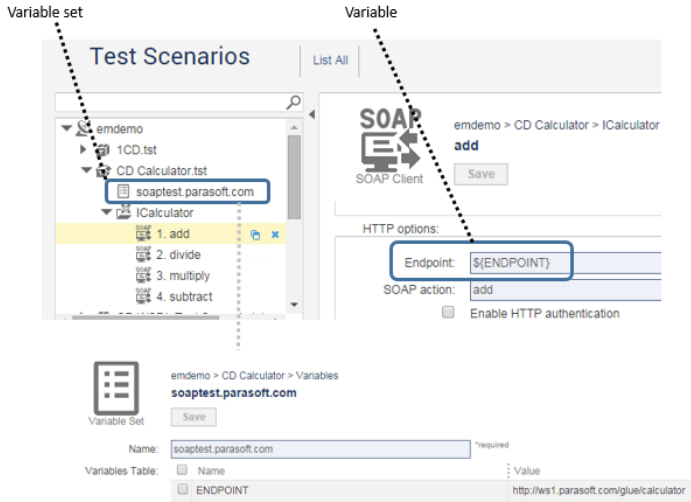 Variable set
Variable
Test Scenarios
List All
emdemo
1CD.tst
CD Calculator.tst
soaptest.parasoft.com
ICalculator
1. add
2. divide
3. multiply
4. subtract
SOAP
SOAP Client
emdemo > CD Calculator > ICalculator
add
Save
HTTP options:
Endpoint: ${ENDPOINT}
SOAP action: add
Enable HTTP authentication
Variable Set
emdemo > CD Calculator > Variables
soaptest.parasoft.com
Save
Name: soaptest.parasoft.com *required
Variables Table: Name Value
ENDPOINT http://ws1.parasoft.com/glue/calculator